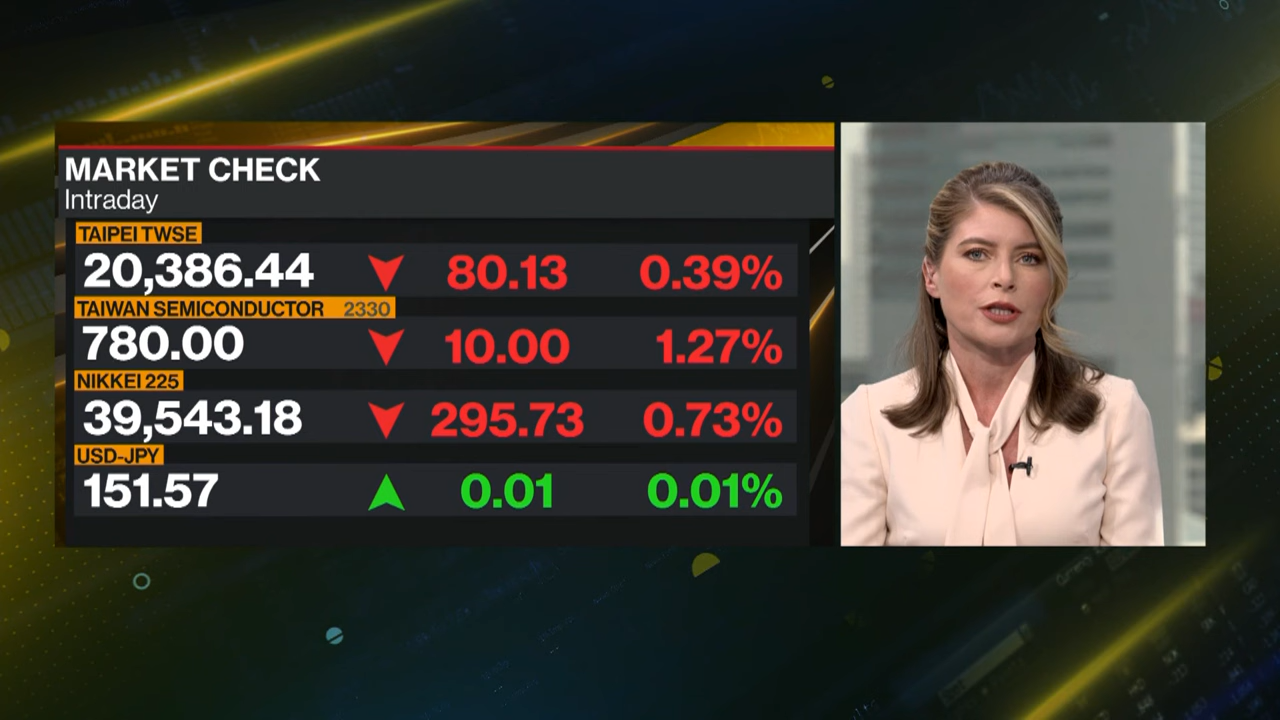 MARKET CHECK
Intraday
TAIPEI TWSE
20,386.44 80.13 0.39%
TAIWAN SEMICONDUCTOR 2330
780.00 10.00 1.27%
NIKKEI 225
39,543.18 295.73 0.73%
USD-JPY
151.57 0.01 0.01%